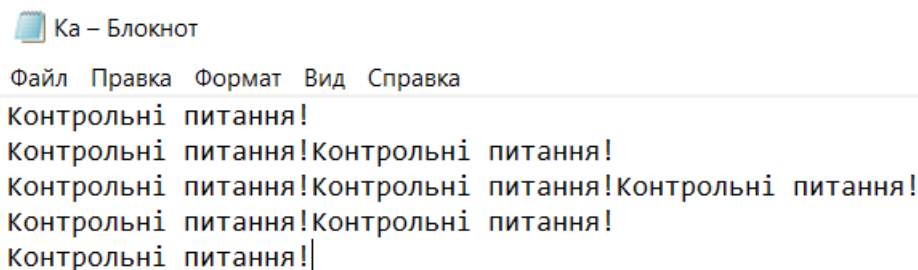 Ка – Блокнот
Файл Правка Формат Вид Справка
Контрольні питання!
Контрольні питання!Контрольні питання!
Контрольні питання!Контрольні питання!Контрольні питання!
Контрольні питання!Контрольні питання!
Контрольні питання!